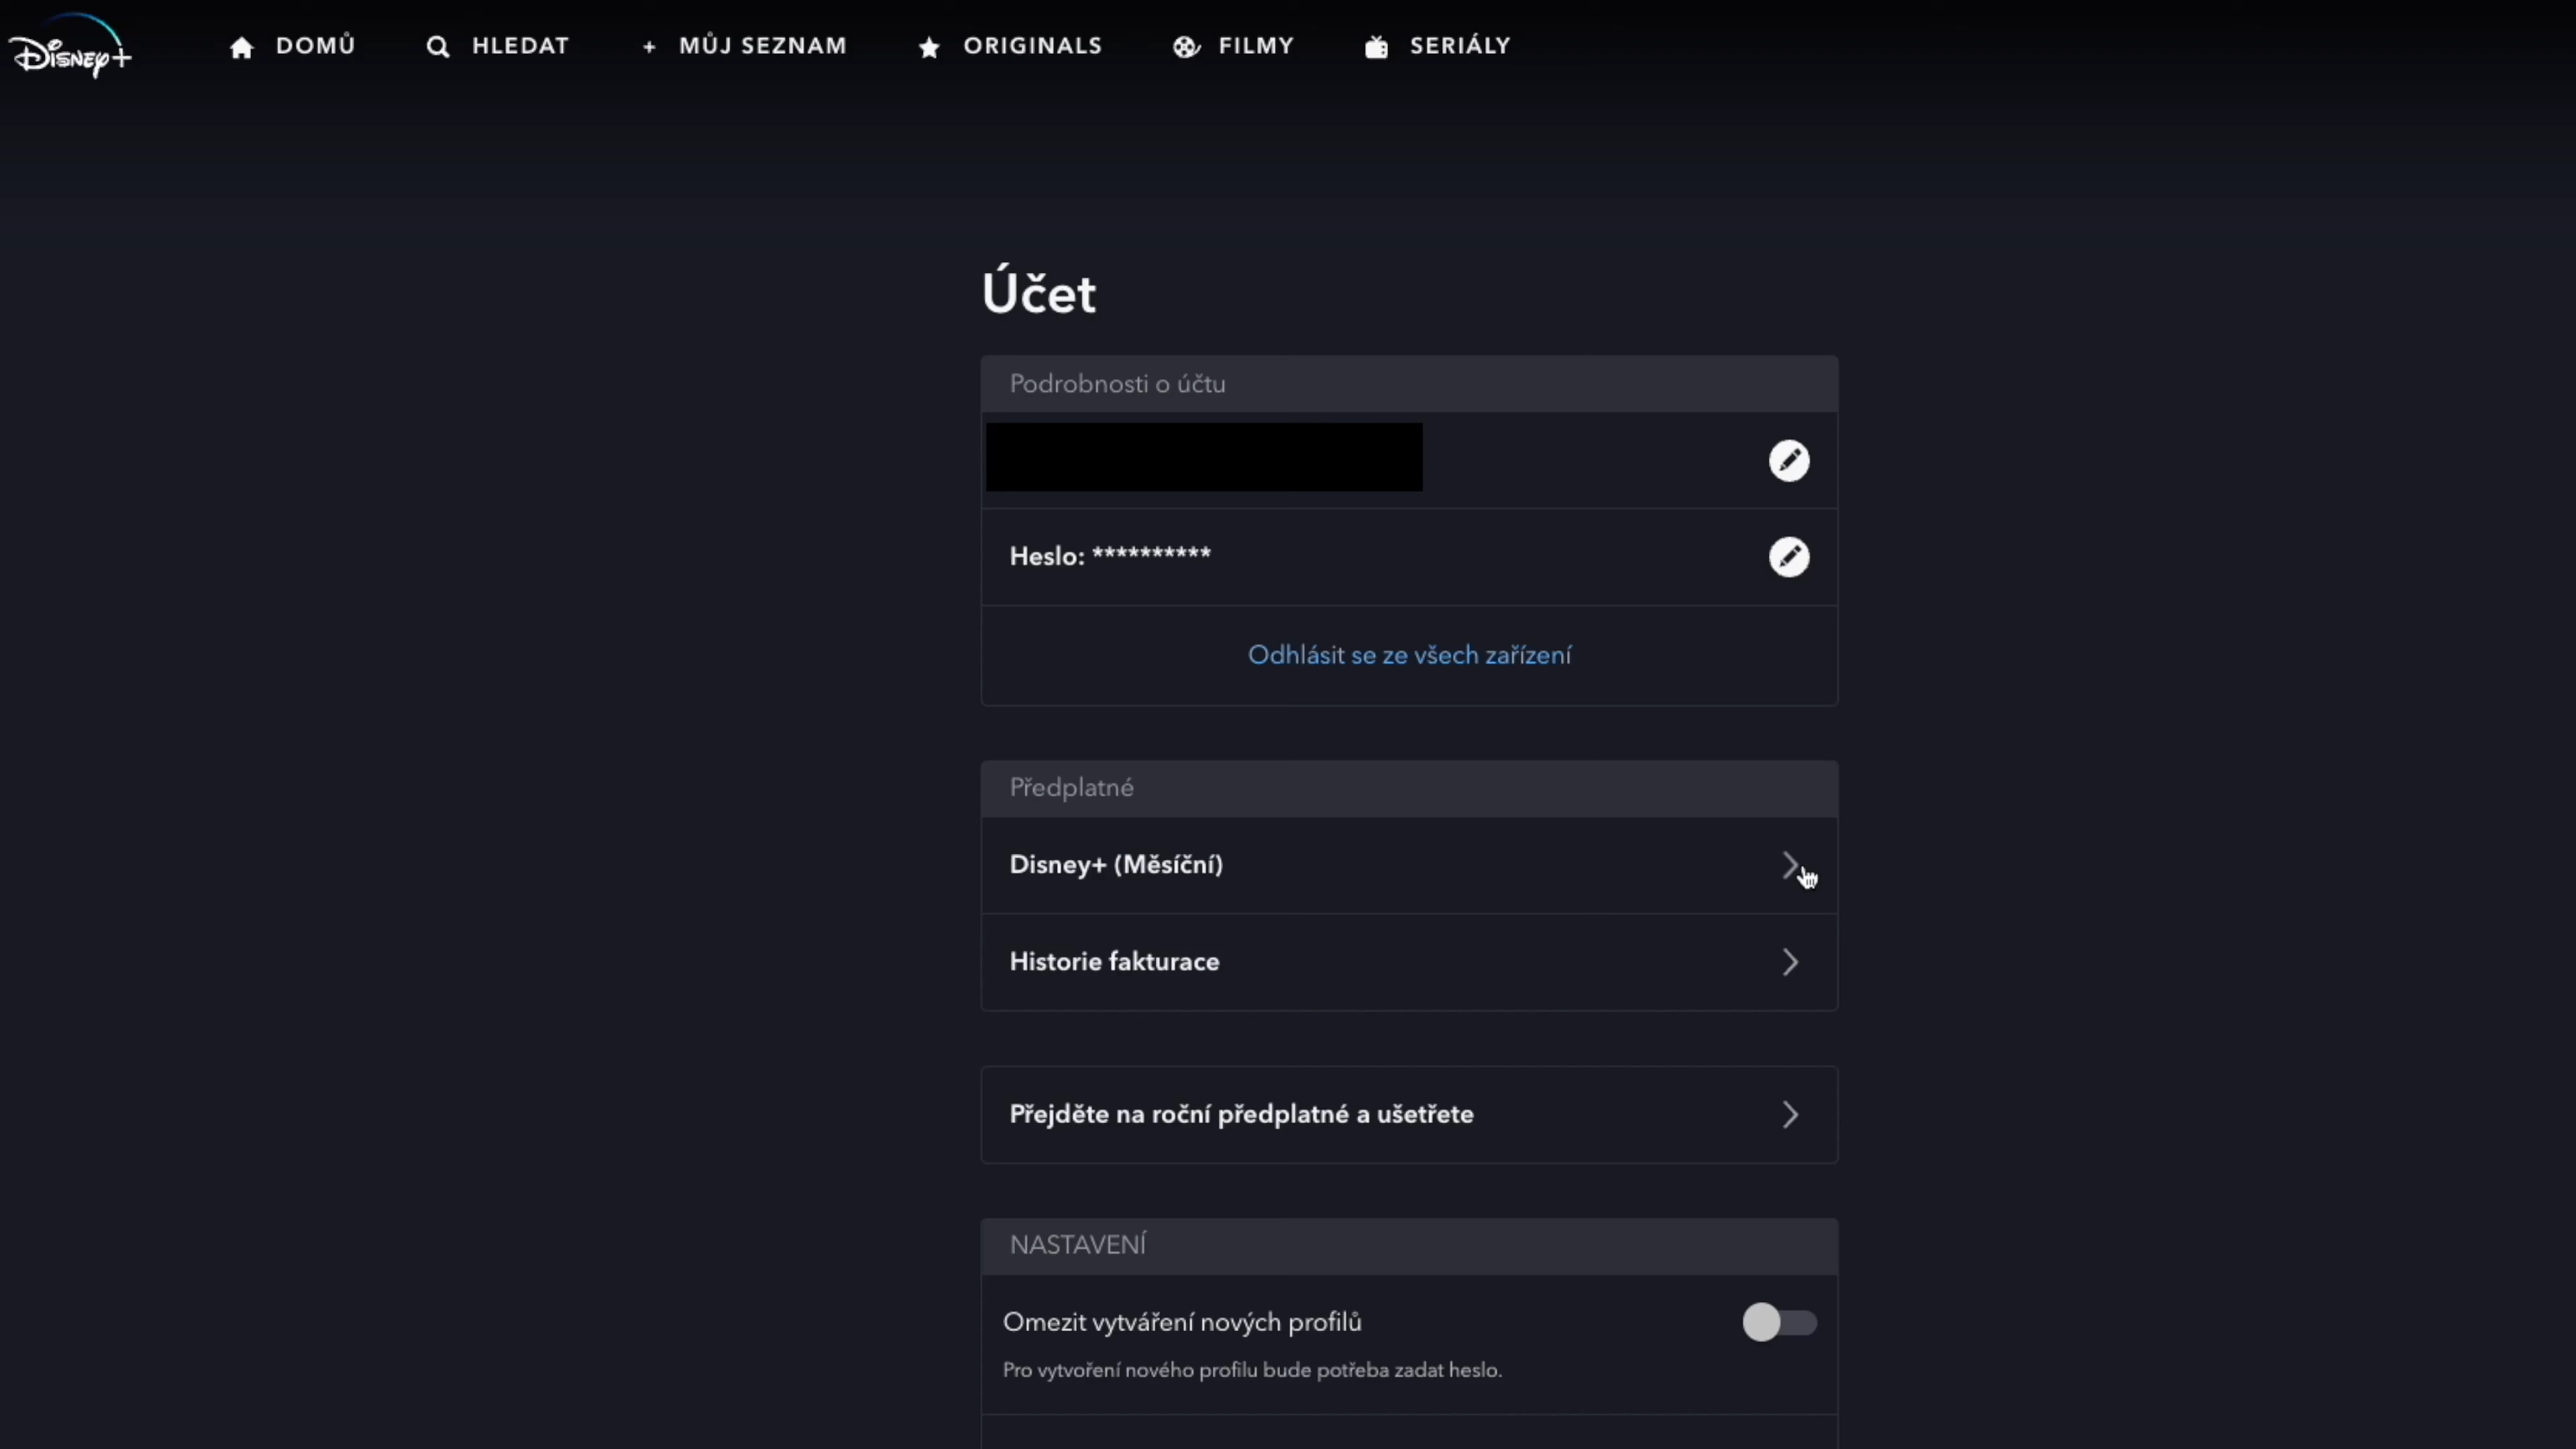 Disney+
DOMŮ
HLEDAT
+ MŮJ SEZNAM
ORIGINALS
FILMY
SERIÁLY
Účet
Podrobnosti o účtu
Heslo: **********
Odhlásit se ze všech zařízení
Předplatné
Disney+ (Měsíční)
Historie fakturace
Přejděte na roční předplatné a ušetřete
NASTAVENÍ
Omezit vytváření nových profilů
Pro vytvoření nového profilu bude potřeba zadat heslo.